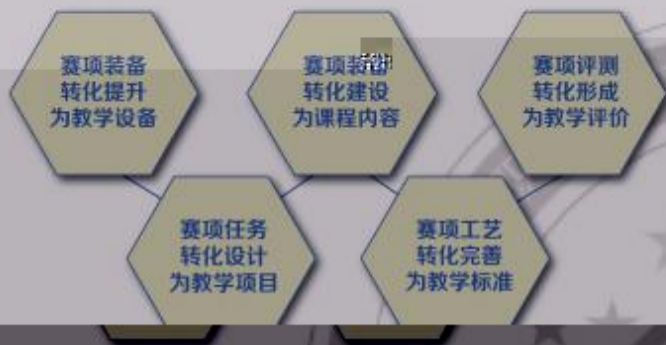 赛项装备
转化提升
为教学设备
赛项
转化建设
为课程内容
赛项评测
转化形成
为教学评价
赛项任务
转化设计
为教学项目
赛项工艺
转化完善
为教学标准